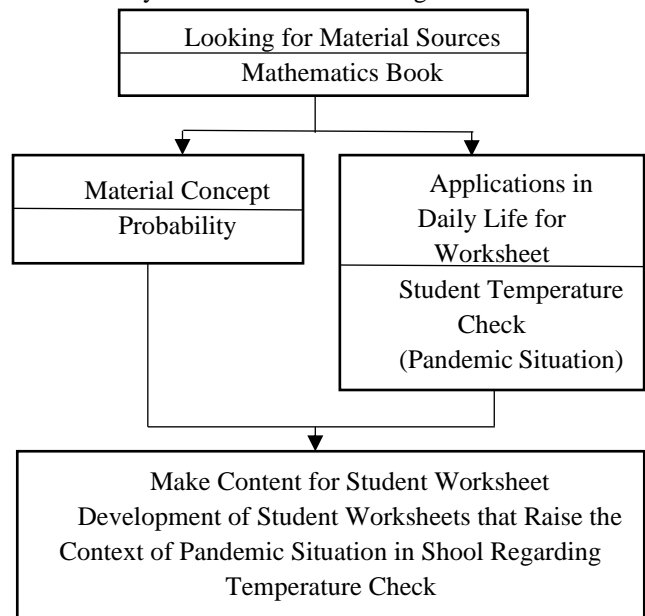 Looking for Material Sources
Mathematics Book
Material Concept
Probability
Applications in
Daily Life for
Worksheet
Student Temperature
Check
(Pandemic Situation)
Make Content for Student Worksheet
Development of Student Worksheets that Raise the
Context of Pandemic Situation in Shool Regarding
Temperature Check